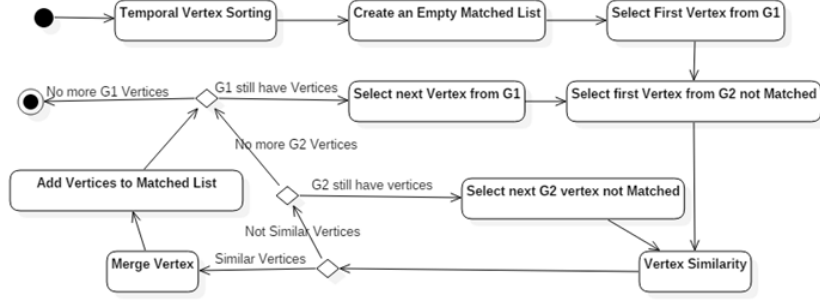 Temporal Vertex Sorting
Create an Empty Matched List
Select First Vertex from G1
No more G1 Vertices
G1 still have Vertices
Select next Vertex from G1
Select first Vertex from G2 not Matched
No more G2 Vertices
Add Vertices to Matched List
G2 still have vertices
Select next G2 vertex not Matched
Not Similar Vertices
Merge Vertex
Similar Vertices
Vertex Similarity